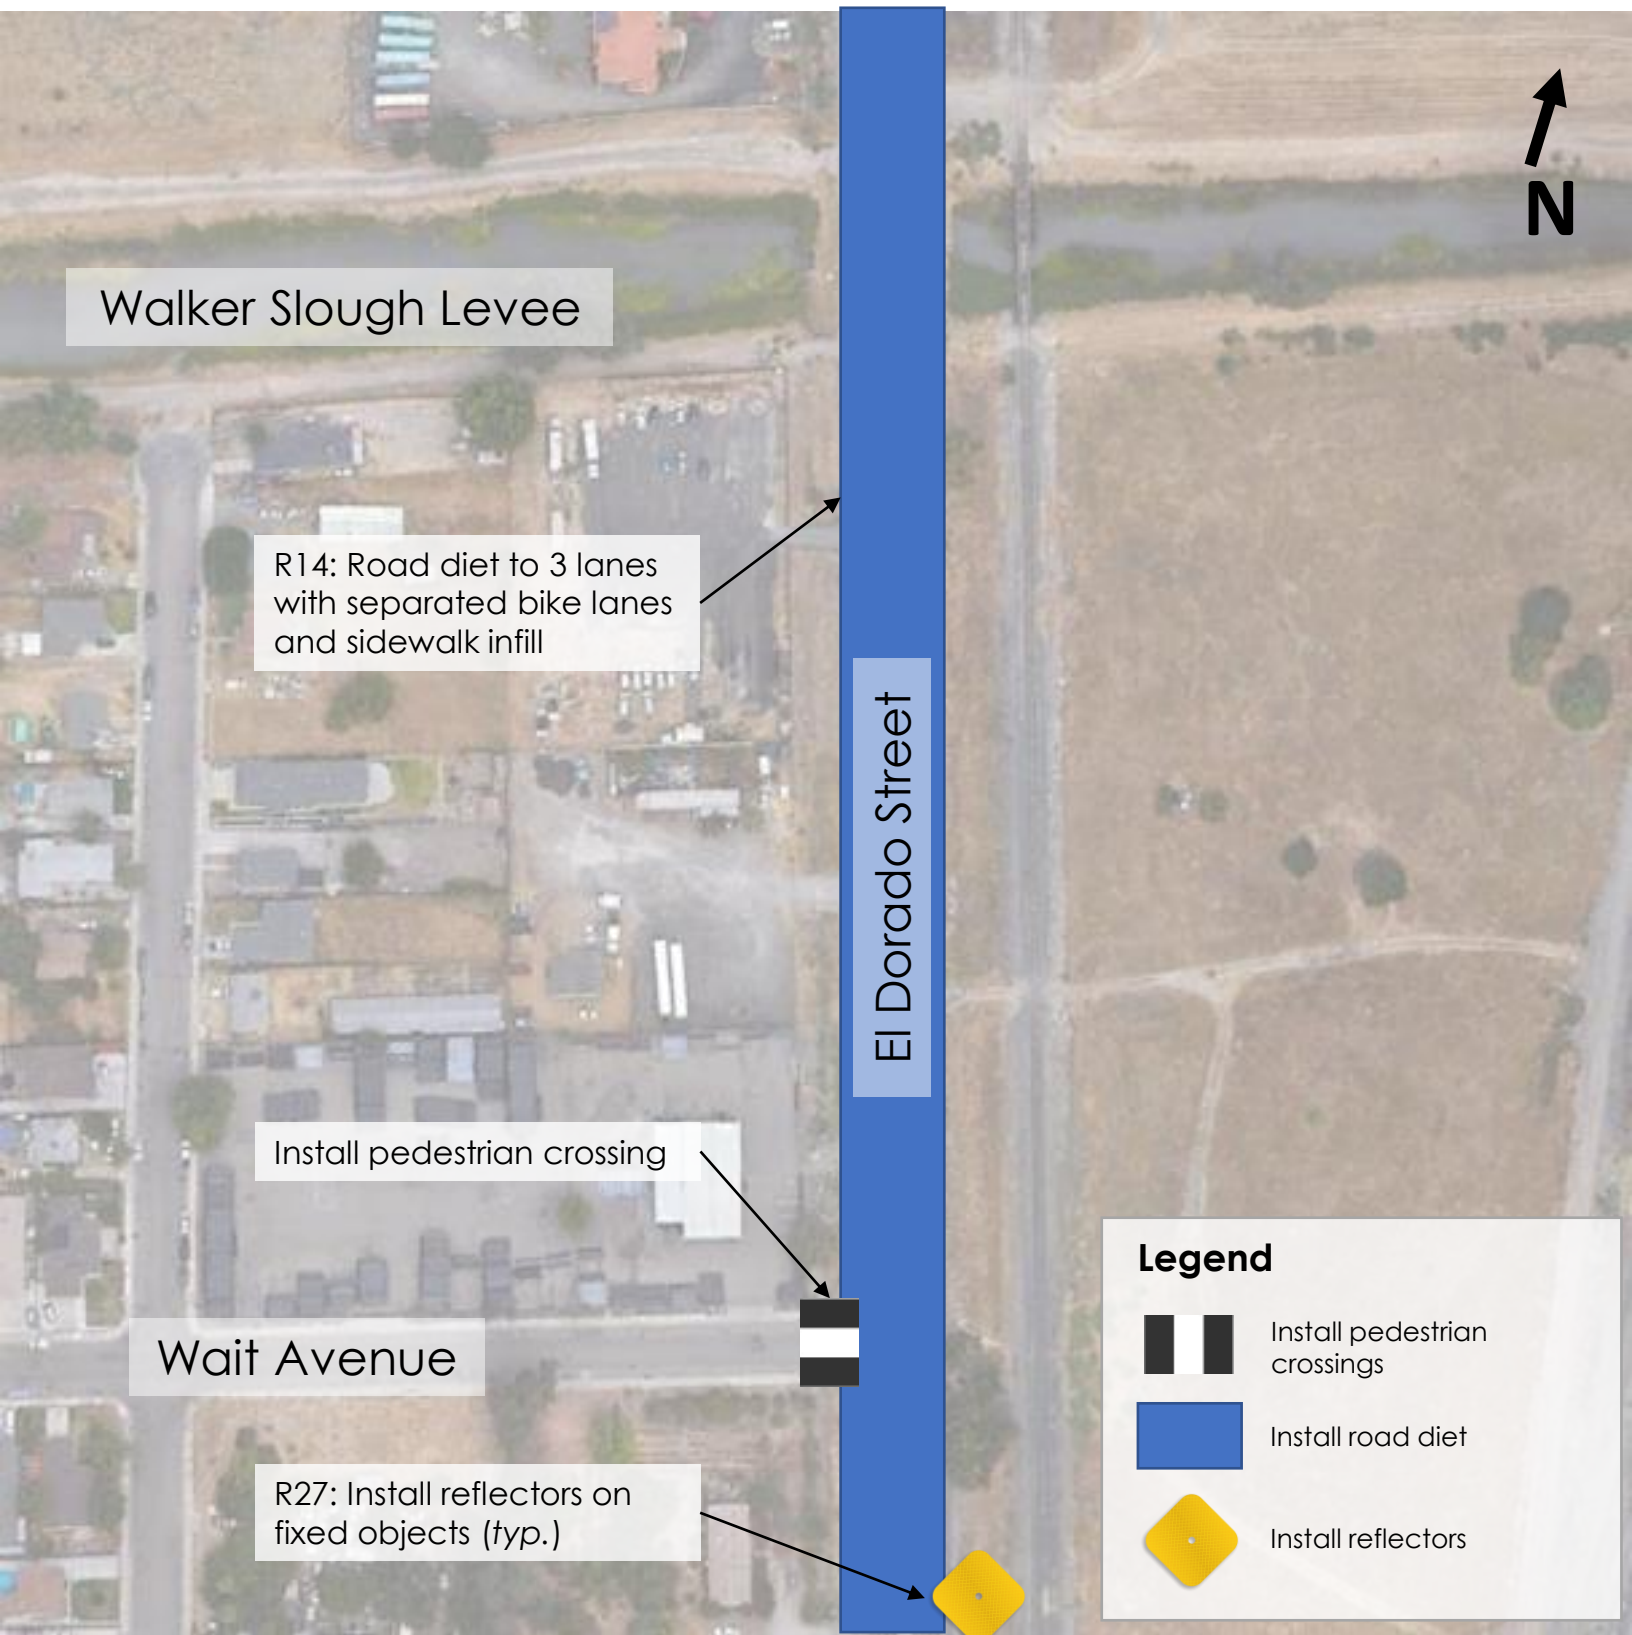 N
Walker Slough Levee
R14: Road diet to 3 lanes
with separated bike lanes
and sidewalk infill
El Dorado Street
Install pedestrian crossing
Wait Avenue
R27: Install reflectors on
fixed objects (typ.)
Legend
Install pedestrian
crossings
Install road diet
Install reflectors